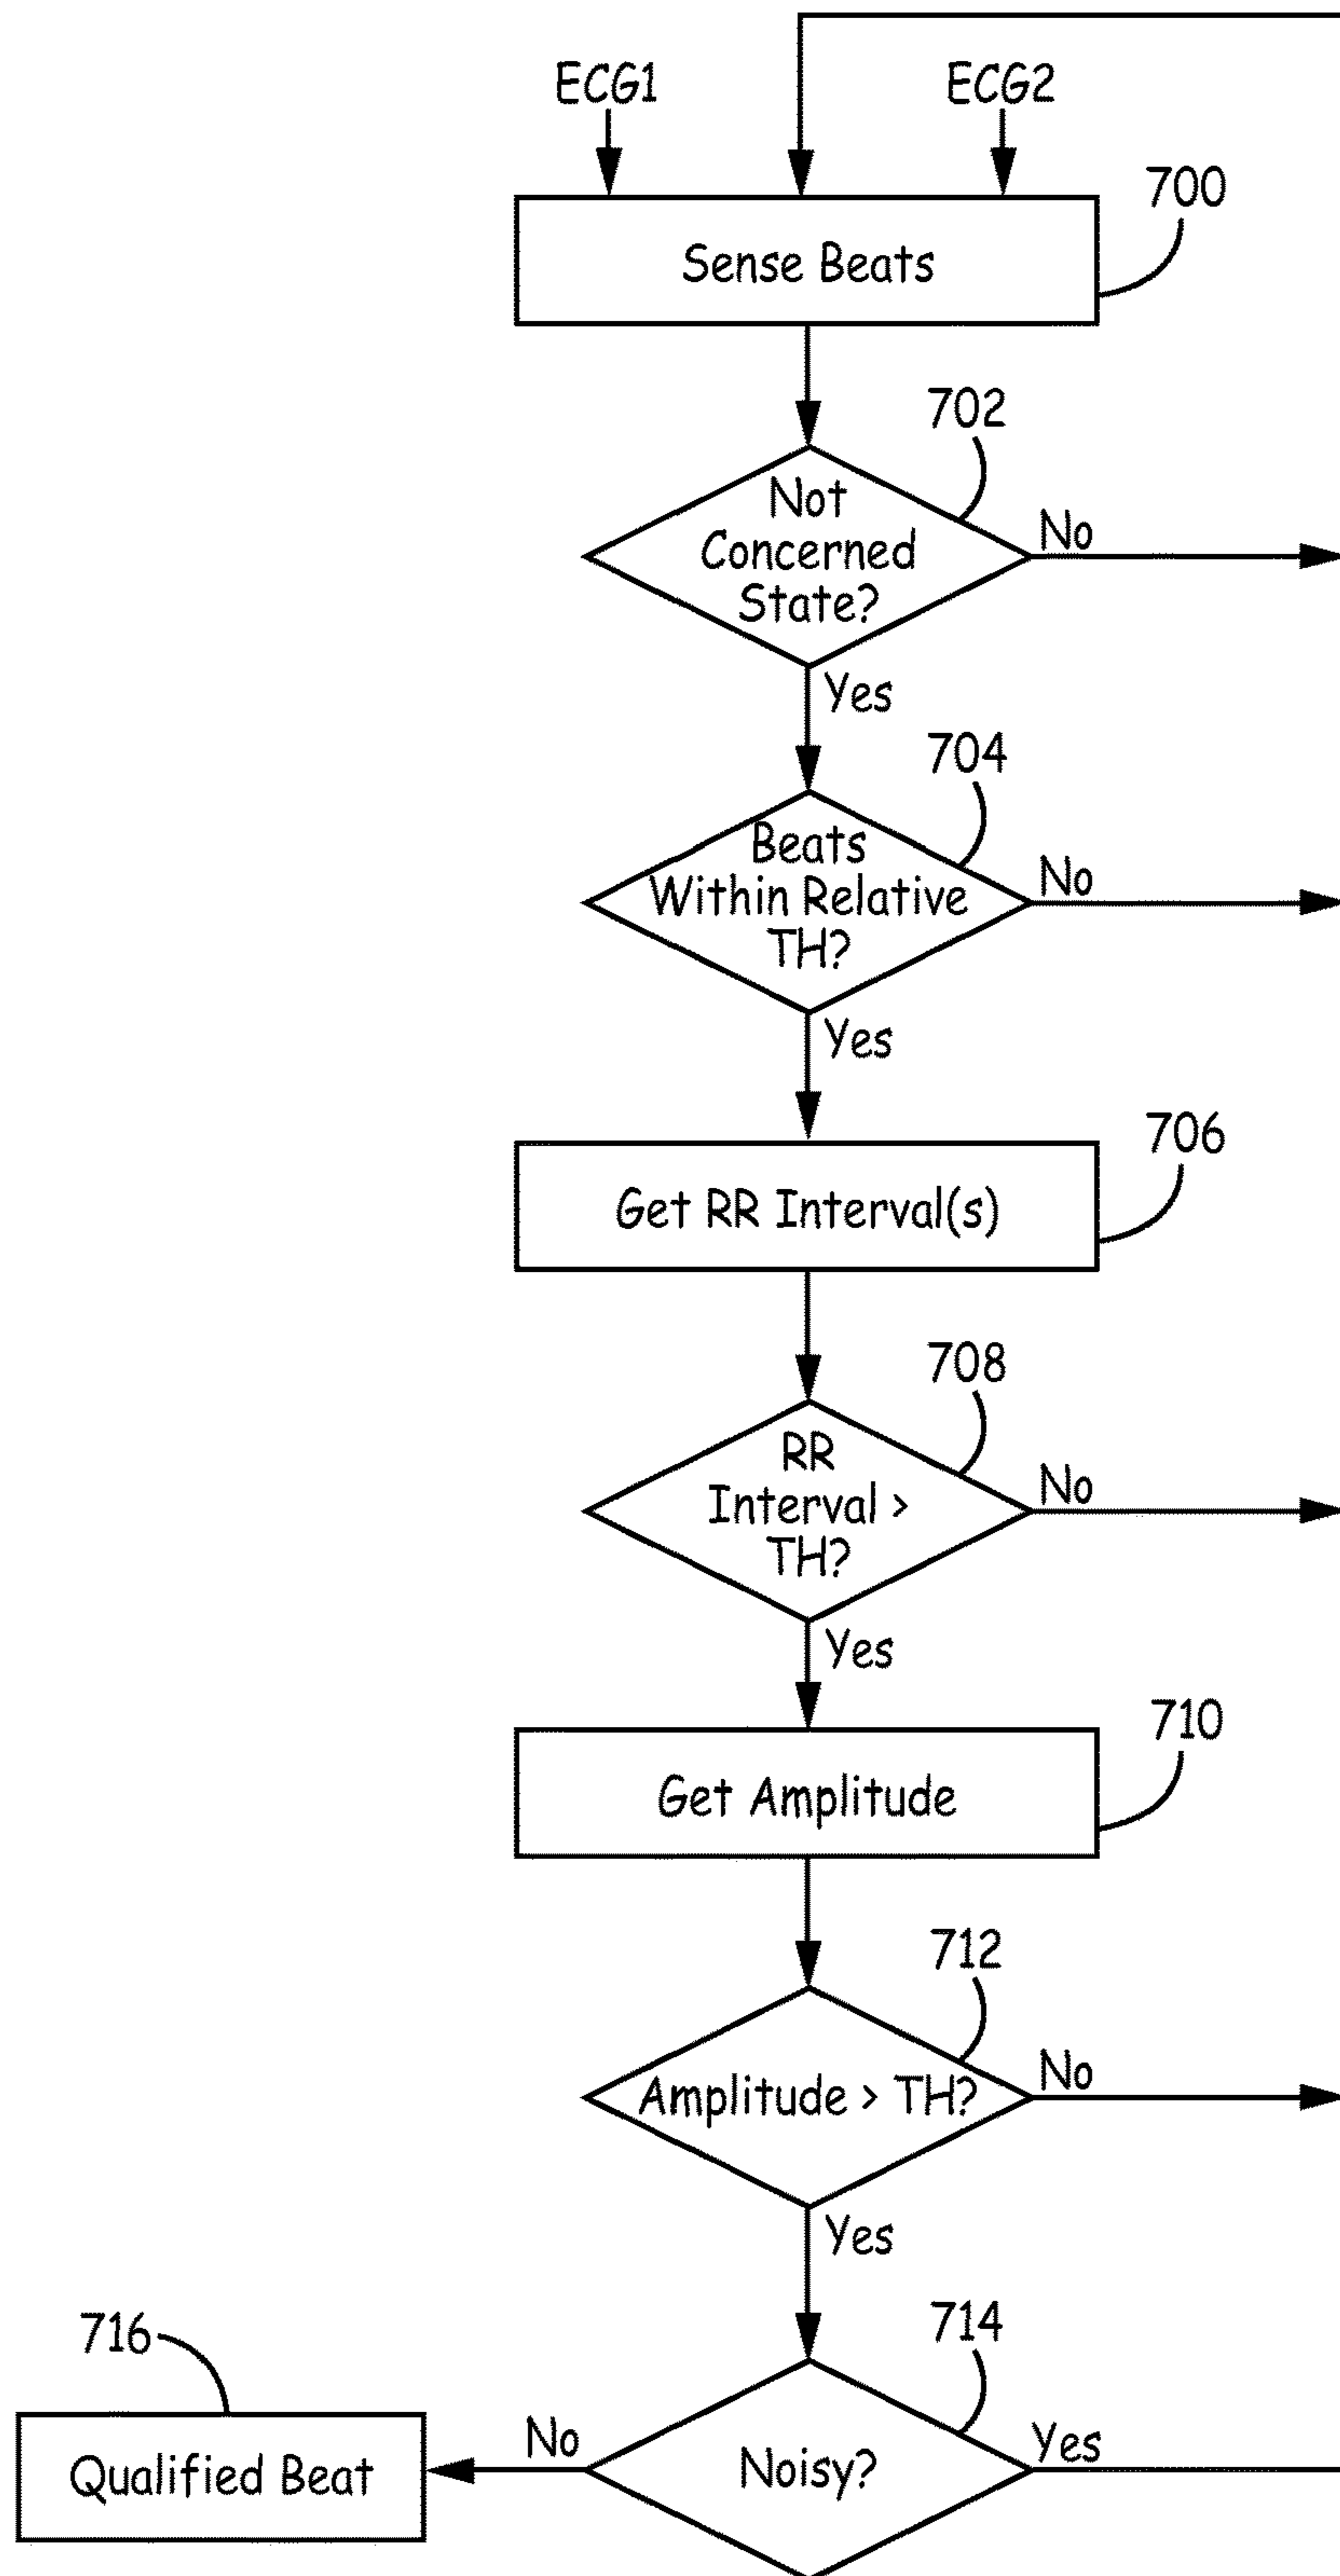 ECG1
ECG2
700
Sense Beats
702
Not
Concerned
State?
No
Yes
704
Beats
Within Relative
TH?
No
Yes
706
Get RR Interval(s)
708
RR
Interval >
TH?
No
Yes
710
Get Amplitude
712
Amplitude > TH?
No
Yes
716
714
Qualified Beat
No
Noisy?
Yes